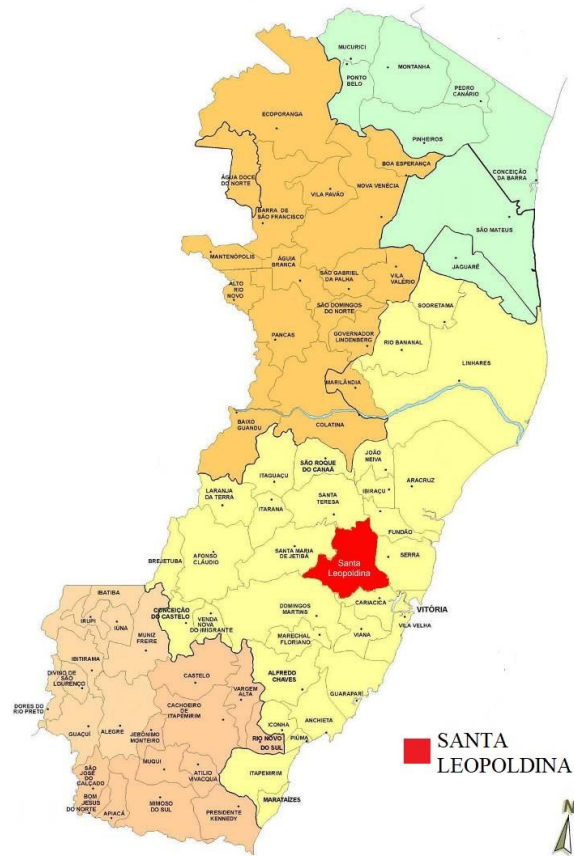 MUCURICI
MONTANHA
PONTO
BELO
PEDRO
CANÁRIO
ECOPORANGA
PINHEIROS
BOA ESPERANÇA
ÁGUA DOCE
DO NORTE
CONCEIÇÃO
DA BARRA
VILA PAVÃO
NOVA VENÉCIA
BARRA DE
SÃO FRANCISCO
SÃO MATEUS
MANTENÓPOLIS
ÁGUIA
BRANCA
JAGUARÉ
SÃO GABRIEL
DA PALHA
VILA
VALÉRIO
ALTO
RIO
NOVO
SÃO DOMINGOS
DO NORTE
SOORETAMA
PANCAS
GOVERNADOR
LINDENBERG
RIO BANANAL
LINHARES
MARILÂNDIA
BAIXO
GUANDU
COLATINA
SÃO ROQUE
DO CANAÃ
JOÃO
NEIVA
ITAGUAÇU
LARANJA
DA TERRA
ITARANA
SANTA
TERESA
IBIRAÇU
ARACRUZ
FUNDÃO
BREJETUBA
AFONSO
CLÁUDIO
SANTA MARIA
DE JETIBÁ
Santa
Leopoldina
SERRA
IBATIBA
CONCEIÇÃO
DO CASTELO
VENDA
NOVA
DO IMIGRANTE
DOMINGOS
MARTINS
CARIACICA
VITÓRIA
VILA VELHA
VIANA
MARECHAL
FLORIANO
IRUPI
IÚNA
MUNIZ
FREIRE
IBITIRAMA
DIVINO DE
SÃO
LOURENÇO
CASTELO
ALFREDO
CHAVES
VARGEM
ALTA
GUARAPARI
DORES DO
RIO PRETO
CACHOEIRO
DE
ITAPEMIRIM
GUAÇUÍ
ALEGRE
JERÔNIMO
MONTEIRO
ICONHA
ANCHIETA
RIO NOVO
DO SUL
PIÚMA
SANTA
LEOPOLDINA
SÃO
JOSÉ
DO
CALÇADO
MUQUI
ATILIO
VIVACQUA
ITAPEMIRIM
BOM
JESUS
DO NORTE
APIACÁ
MIMOSO
DO SUL
PRESIDENTE
KENNEDY
MARATAÍZES
N